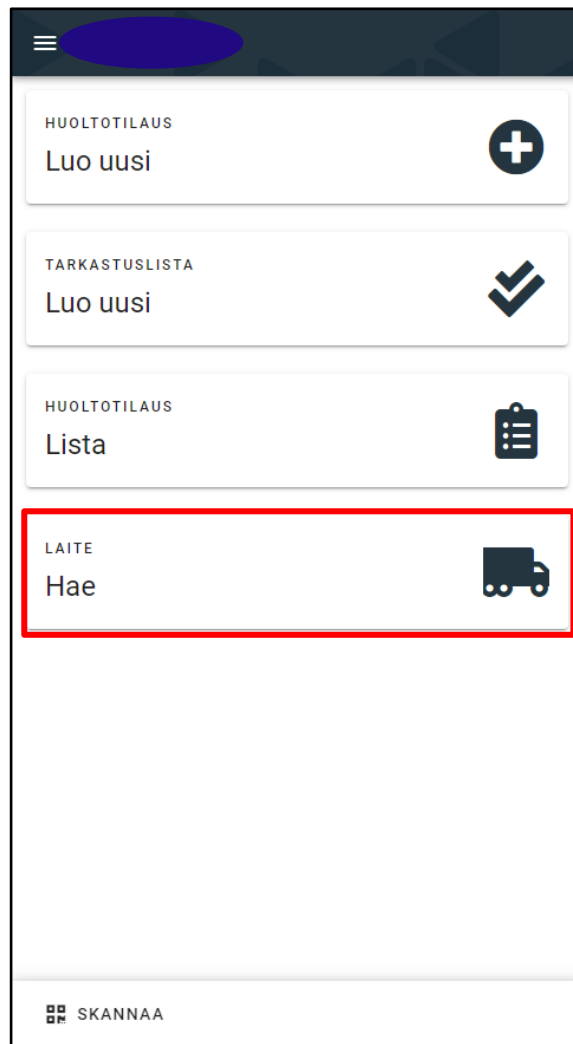 HUOLTOTILAUS
Luo uusi
TARKASTUSLISTA
Luo uusi
HUOLTOTILAUS
Lista
LAITE
Hae
SKANNAA